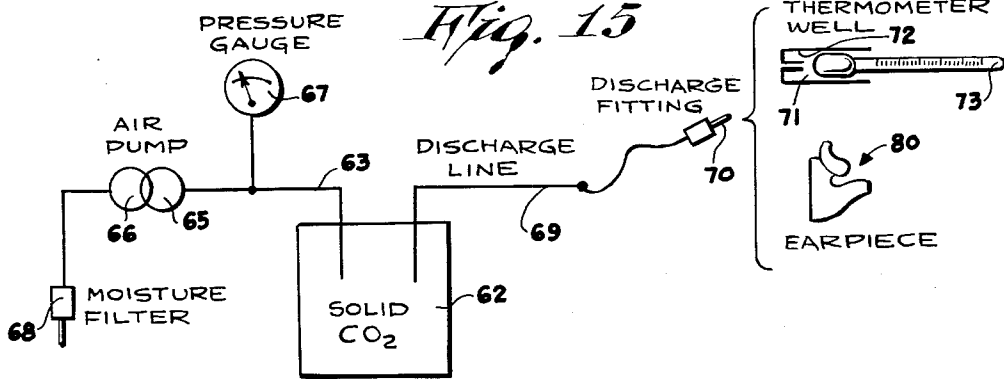 Fig. 15
PRESSURE
GAUGE
67
AIR
PUMP
66
65
63
68
MOISTURE
FILTER
SOLID
CO2
62
DISCHARGE
LINE
69
DISCHARGE
FITTING
70
THERMOMETER
WELL
72
71
73
80
EARPIECE